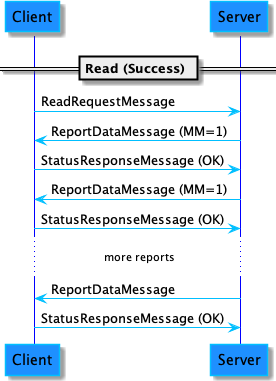 Client Server
Read (Success)
ReadRequestMessage
ReportDataMessage (MM=1)
StatusResponseMessage (OK)
ReportDataMessage (MM=1)
StatusResponseMessage (OK)
more reports
ReportDataMessage
StatusResponseMessage (OK)
Client Server